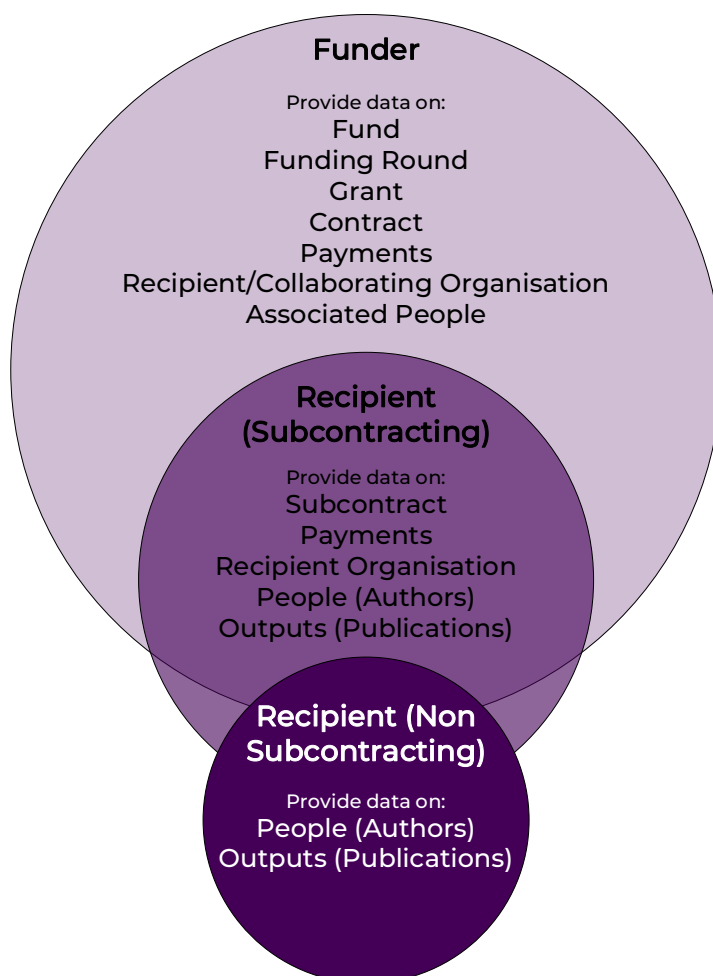 Funder
Provide data on:
Fund
Funding Round
Grant
Contract
Payments
Recipient/Collaborating Organisation
Associated People
Recipient
(Subcontracting)
Provide data on:
Subcontract
Payments
Recipient Organisation
People (Authors)
Outputs (Publications)
Recipient (Non
Subcontracting)
Provide data on:
People (Authors)
Outputs (Publications)